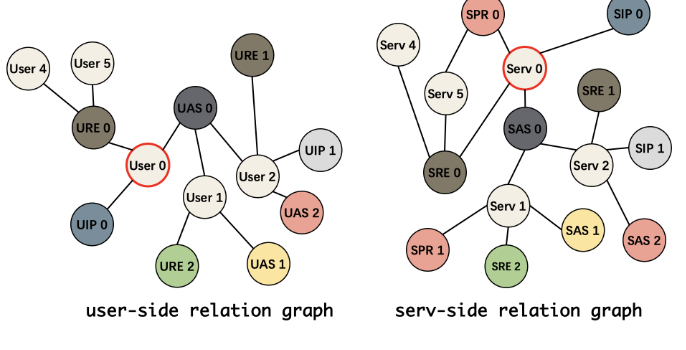 User 4
User 5
URE 1
UAS 0
URE 0
User 0
UIP 1
User 2
User 1
UAS 2
UIP 0
URE 2
UAS 1
user-side relation graph
SPR 0
SIP 0
Serv 4
Serv 0
Serv 5
SRE 1
SAS 0
SIP 1
SRE 0
Serv 2
Serv 1
SAS 1
SAS 2
SPR 1
SRE 2
serv-side relation graph